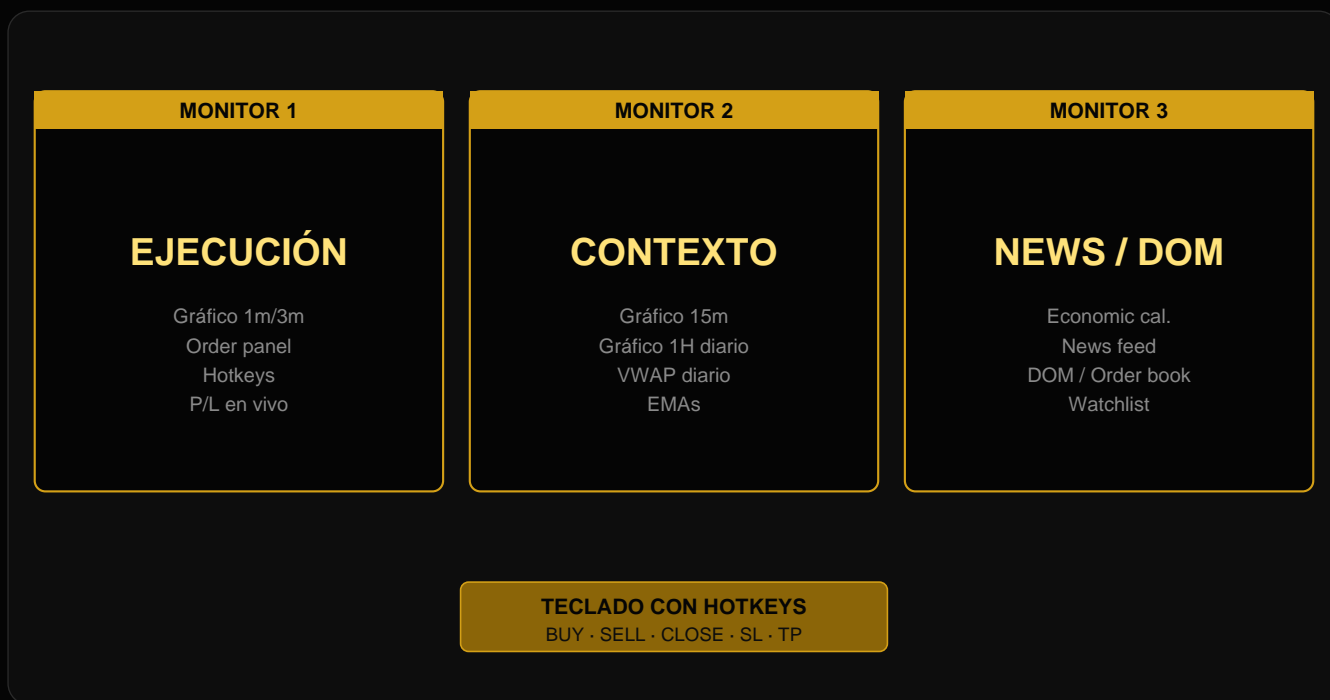 MONITOR 1
EJECUCIÓN
Gráfico 1m/3m
Order panel
Hotkeys
P/L en vivo
MONITOR 2
CONTEXTO
Gráfico 15m
Gráfico 1H diario
VWAP diario
EMAs
MONITOR 3
NEWS / DOM
Economic cal.
News feed
DOM / Order book
Watchlist
TECLADO CON HOTKEYS
BUY · SELL · CLOSE · SL · TP